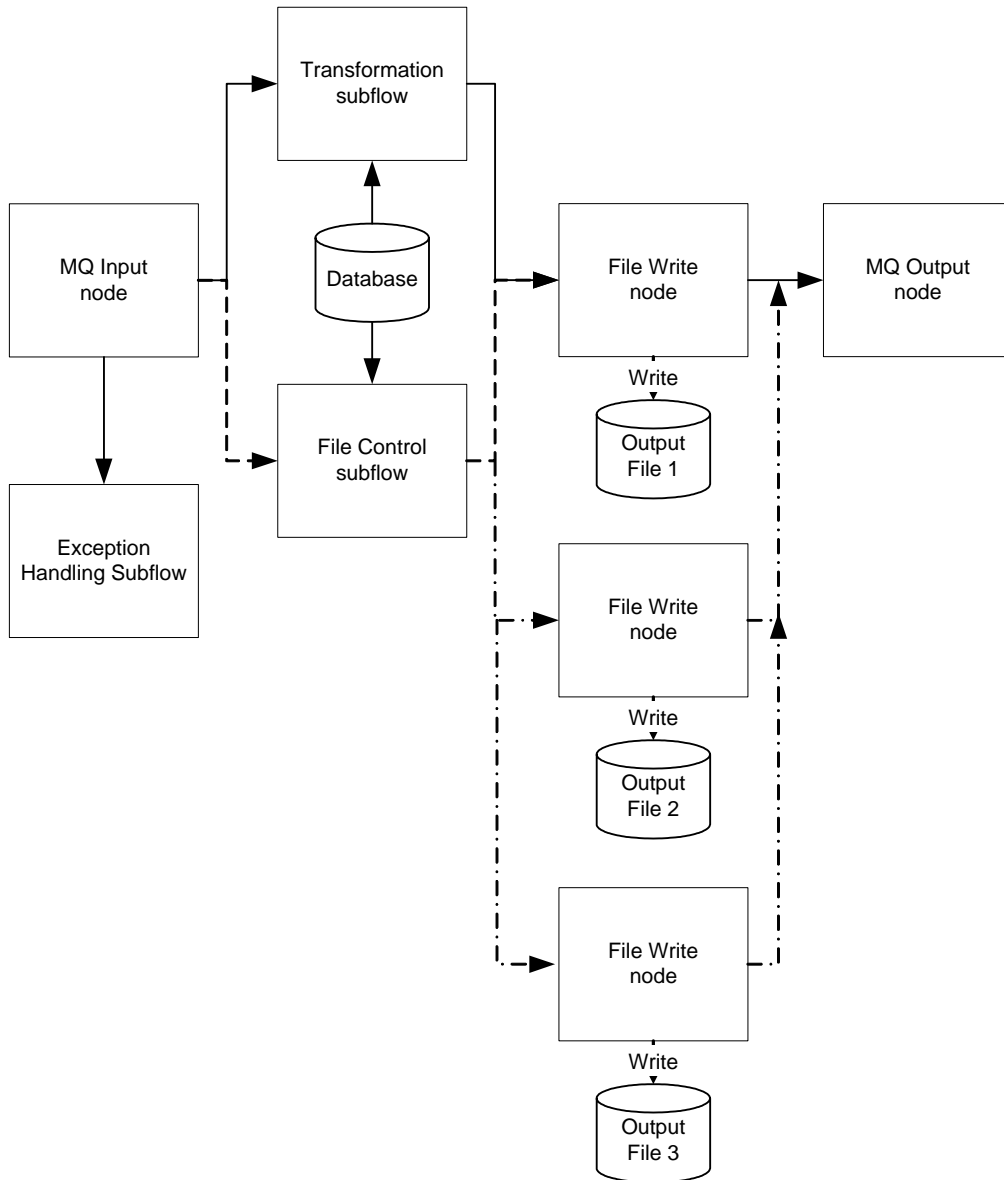 Transformation
subflow
MQ Input
node
Database
File Write
node
MQ Output
node
Write
Output
File 1
File Control
subflow
Exception
Handling Subflow
File Write
node
Write
Output
File 2
File Write
node
Write
Output
File 3